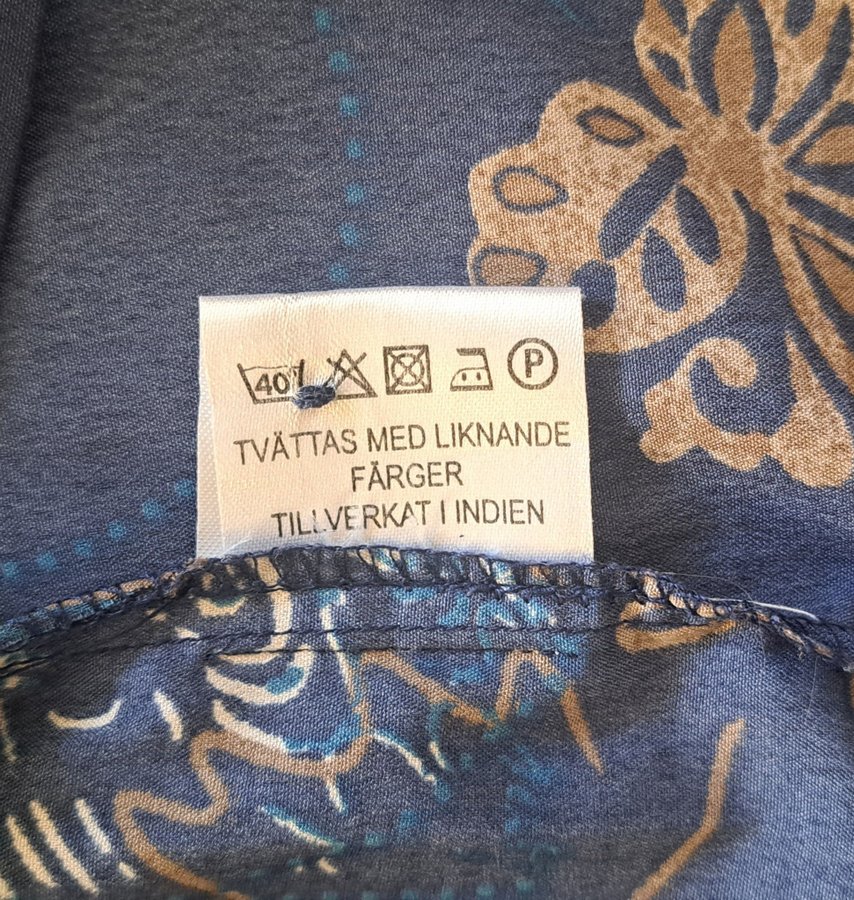 40°
P
TVÄTTAS MED LIKNANDE
FÄRGER
TILLVERKAT I INDIEN